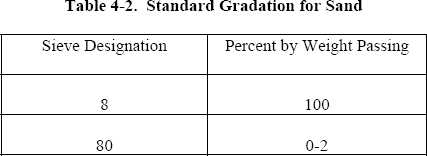 Table 4-2. Standard Gradation for Sand
Sieve Designation Percent by Weight Passing
8 100
80 0-2